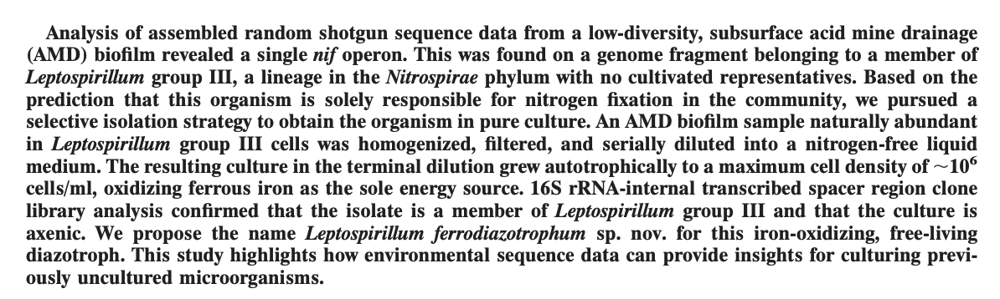 Analysis of assembled random shotgun sequence data from a low-diversity, subsurface acid mine drainage
(AMD) biofilm revealed a single nif operon. This was found on a genome fragment belonging to a member of
Leptospirillum group III, a lineage in the Nitrospirae phylum with no cultivated representatives. Based on the
prediction that this organism is solely responsible for nitrogen fixation in the community, we pursued a
selective isolation strategy to obtain the organism in pure culture. An AMD biofilm sample naturally abundant
in Leptospirillum group III cells was homogenized, filtered, and serially diluted into a nitrogen-free liquid
medium. The resulting culture in the terminal dilution grew autotrophically to a maximum cell density of ~10⁶
cells/ml, oxidizing ferrous iron as the sole energy source. 16S rRNA-internal transcribed spacer region clone
library analysis confirmed that the isolate is a member of Leptospirillum group III and that the culture is
axenic. We propose the name Leptospirillum ferrodiazotrophum sp. nov. for this iron-oxidizing, free-living
diazotroph. This study highlights how environmental sequence data can provide insights for culturing previ-
ously uncultured microorganisms.